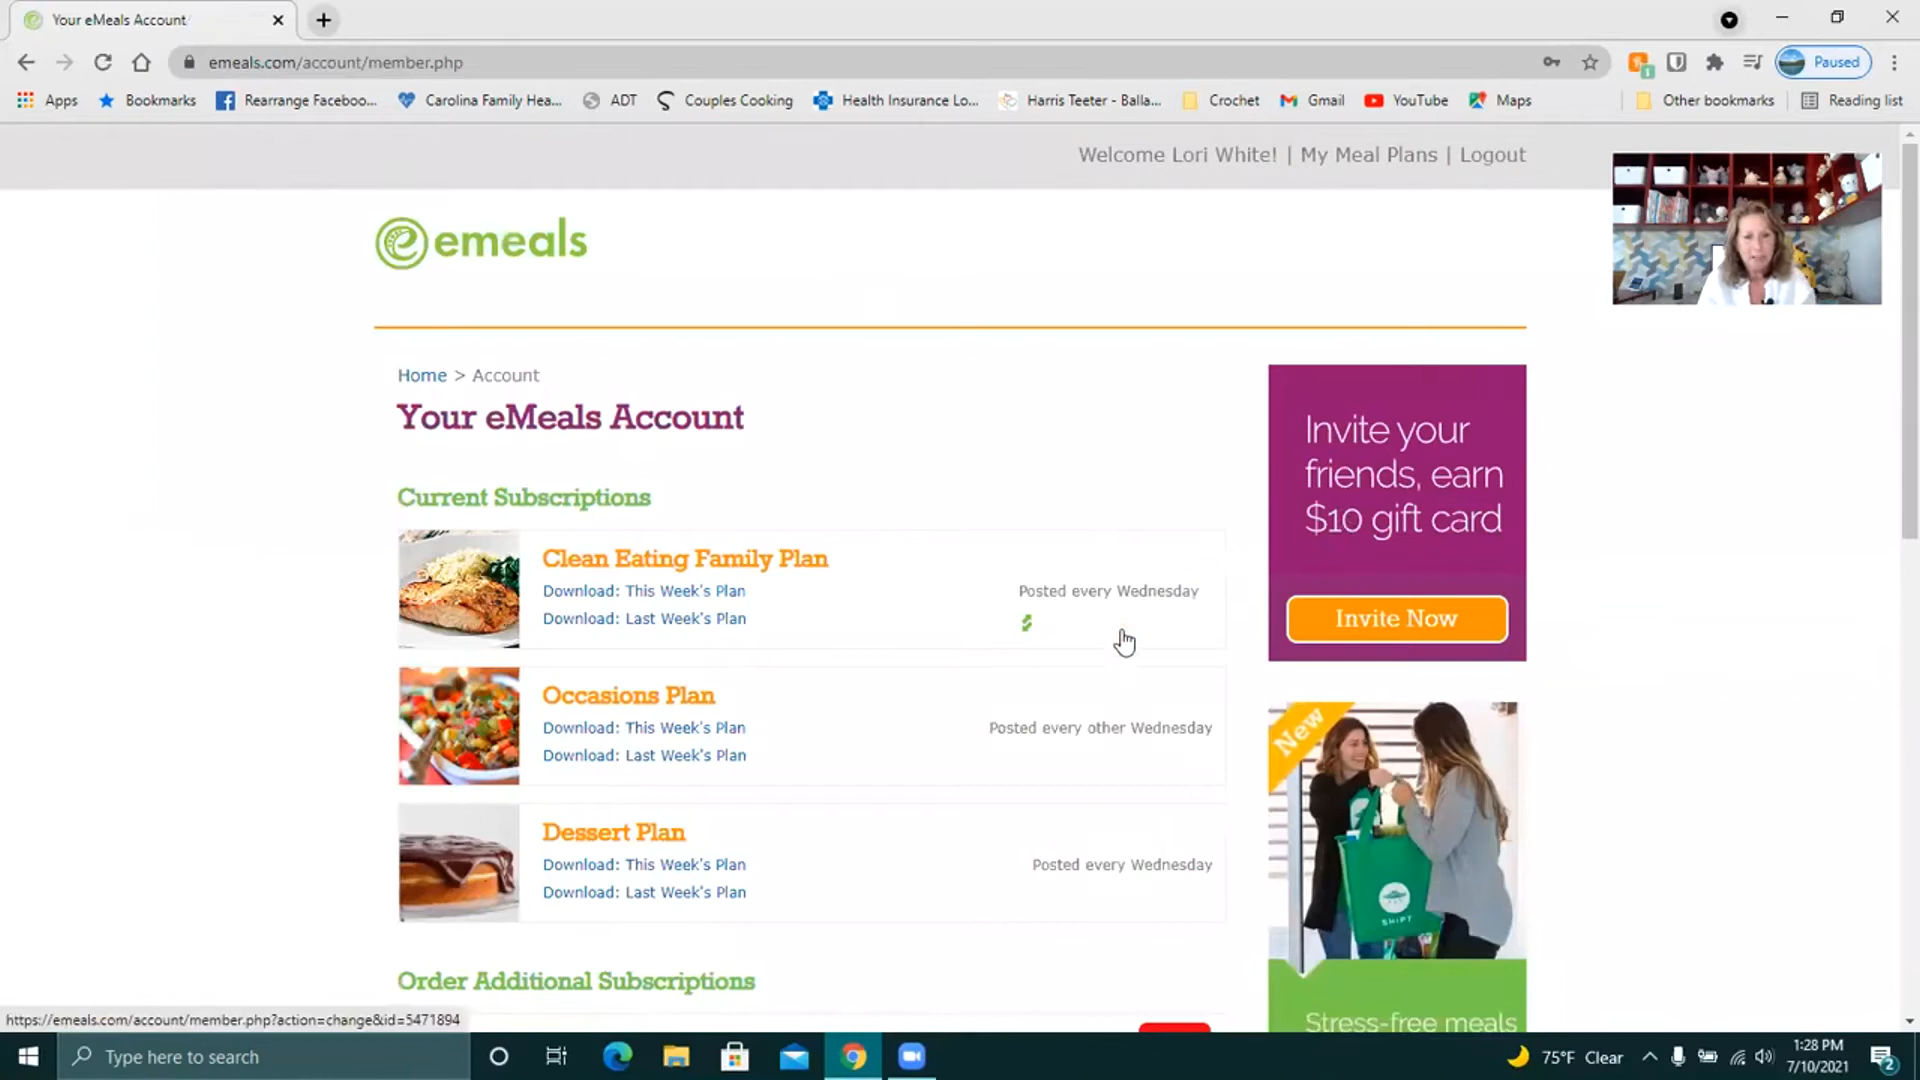 Your eMeals Account
emeals.com/account/member.php
Paused
Apps
Bookmarks
Rearrange Faceboo...
Carolina Family Hea...
ADT
Couples Cooking
Health Insurance Lo...
Harris Teeter - Balla...
Crochet
Gmail
YouTube
Maps
Other bookmarks
Reading list
Welcome Lori White! | My Meal Plans | Logout
emeals
Home > Account
Your eMeals Account
Current Subscriptions
Clean Eating Family Plan
Download: This Week's Plan
Posted every Wednesday
Download: Last Week's Plan
Occasions Plan
Download: This Week's Plan
Posted every other Wednesday
Download: Last Week's Plan
Dessert Plan
Download: This Week's Plan
Posted every Wednesday
Download: Last Week's Plan
Order Additional Subscriptions
Invite your
friends, earn
$10 gift card
Invite Now
New
SHIPT
Stress-free meals
https://emeals.com/account/member.php?action=change&id=5471894
Type here to search
75°F Clear
1:28 PM
7/10/2021
2